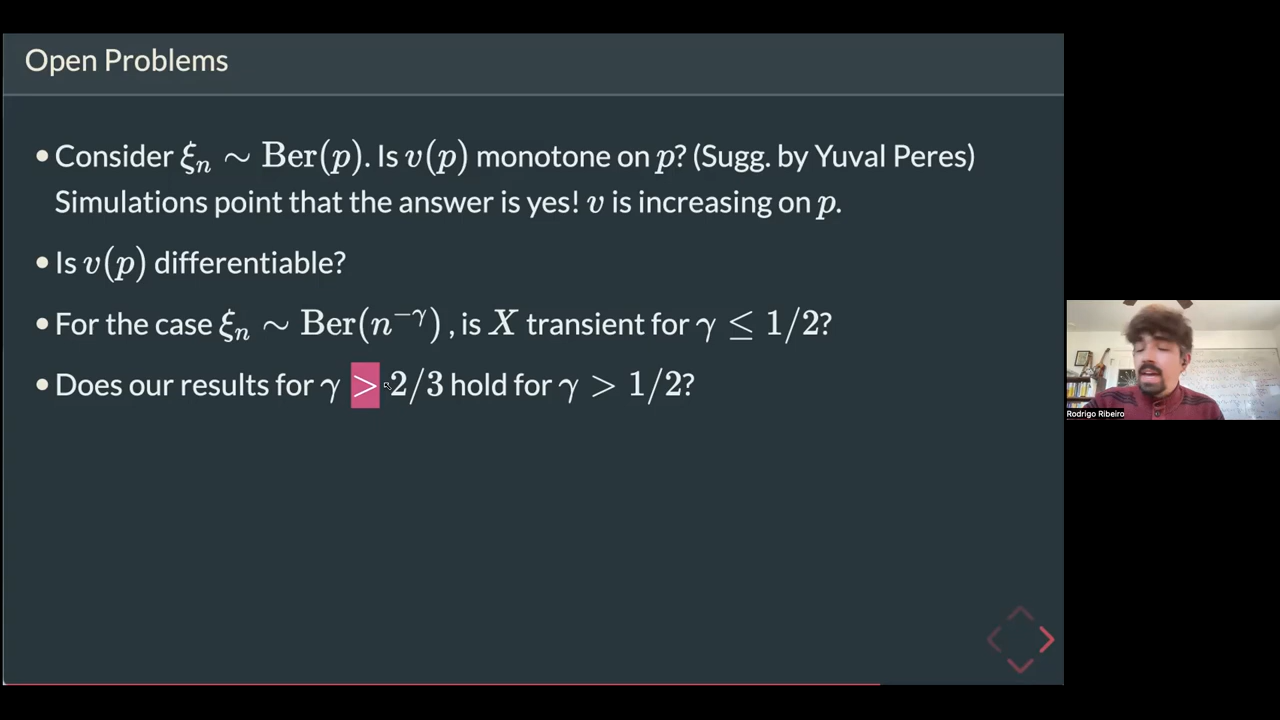 Open Problems
• Consider ξₙ ∼ Ber(p). Is v(p) monotone on p? (Sugg. by Yuval Peres)
Simulations point that the answer is yes! v is increasing on p.
• Is v(p) differentiable?
• For the case ξₙ ∼ Ber(n^{−γ}), is X transient for γ ≤ 1/2?
• Does our results for γ > 2/3 hold for γ > 1/2?
Rodrigo Ribeiro